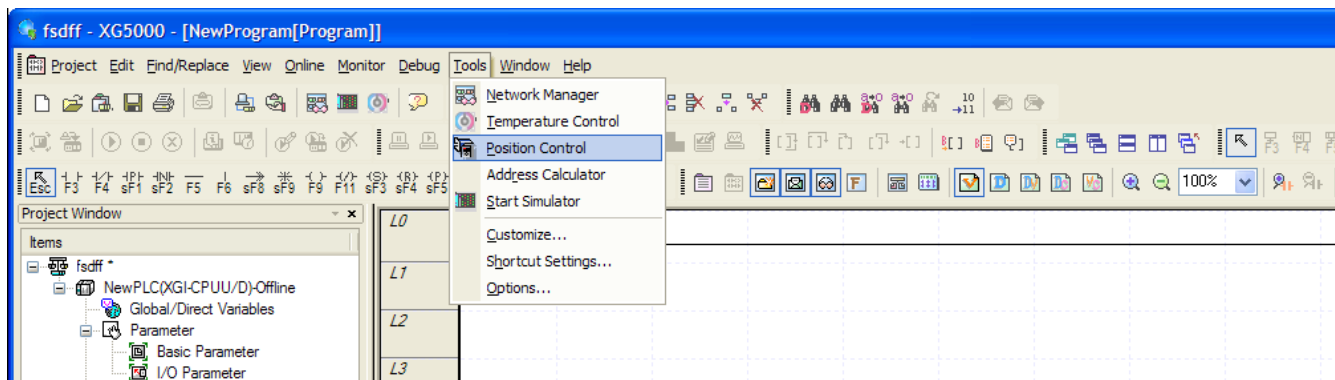 fsdff - XG5000 - [NewProgram[Program]]
Project Edit Find/Replace View Online Monitor Debug Tools Window Help
Network Manager
Temperature Control
Position Control
Address Calculator
Start Simulator
Customize...
Shortcut Settings...
Options...
Esc F3 F4 sF1 sF2 F5 F6 sF8 sF9 F9 F11 sF3 sF4 sF5
100%
Project Window
Items
fsdff *
NewPLC(XGI-CPUU/D)-Offline
Global/Direct Variables
Parameter
Basic Parameter
I/O Parameter
L0
L1
L2
L3